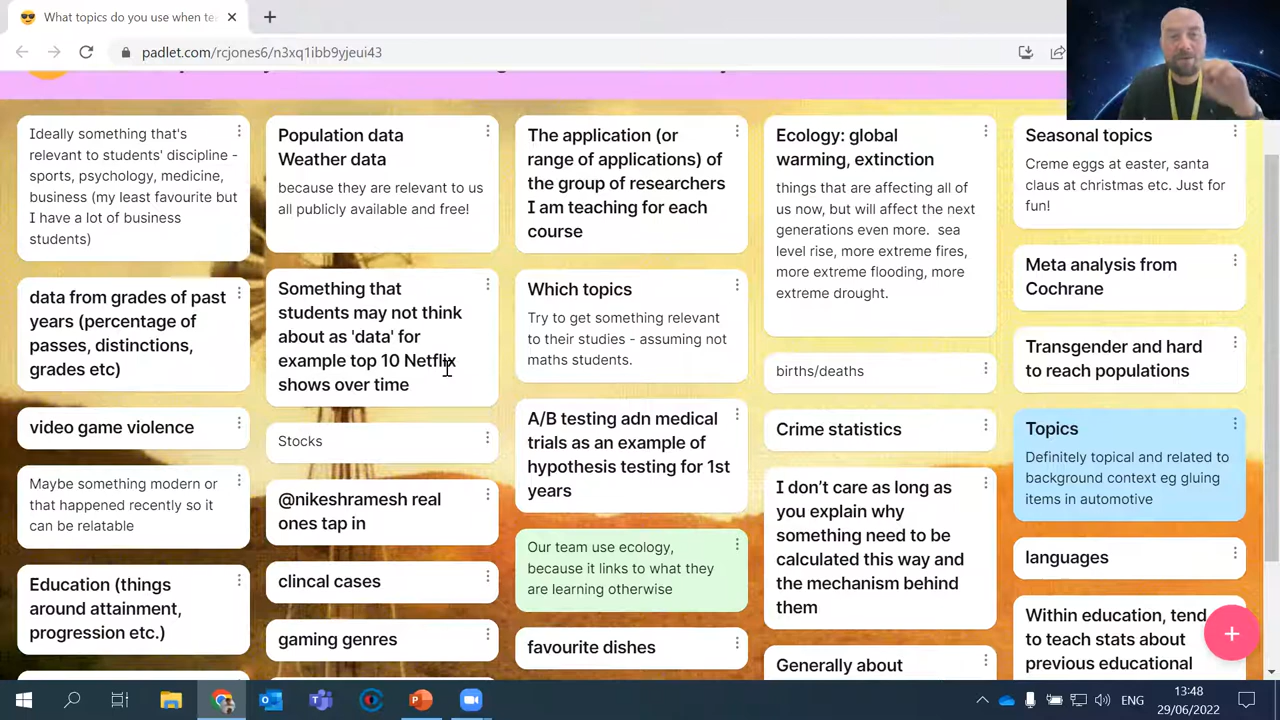 What topics do you use when te
padlet.com/rcjones6/n3xq1ibb9yjeui43
Ideally something that's
relevant to students' discipline -
sports, psychology, medicine,
business (my least favourite but
I have a lot of business
students)
data from grades of past
years (percentage of
passes, distinctions,
grades etc)
video game violence
Maybe something modern or
that happened recently so it
can be relatable
Education (things
around attainment,
progression etc.)
Population data
Weather data
because they are relevant to us
all publicly available and free!
Something that
students may not think
about as 'data' for
example top 10 Netflix
shows over time
Stocks
@nikeshramesh real
ones tap in
clincal cases
gaming genres
The application (or
range of applications) of
the group of researchers
I am teaching for each
course
Which topics
Try to get something relevant
to their studies - assuming not
maths students.
A/B testing adn medical
trials as an example of
hypothesis testing for 1st
years
Our team use ecology,
because it links to what they
are learning otherwise
favourite dishes
Ecology: global
warming, extinction
things that are affecting all of
us now, but will affect the next
generations even more. sea
level rise, more extreme fires,
more extreme flooding, more
extreme drought.
births/deaths
Crime statistics
I don't care as long as
you explain why
something need to be
calculated this way and
the mechanism behind
them
Generally about
Seasonal topics
Creme eggs at easter, santa
claus at christmas etc. Just for
fun!
Meta analysis from
Cochrane
Transgender and hard
to reach populations
Topics
Definitely topical and related to
background context eg gluing
items in automotive
languages
Within education, tend
to teach stats about
previous educational
ENG
13:48
29/06/2022